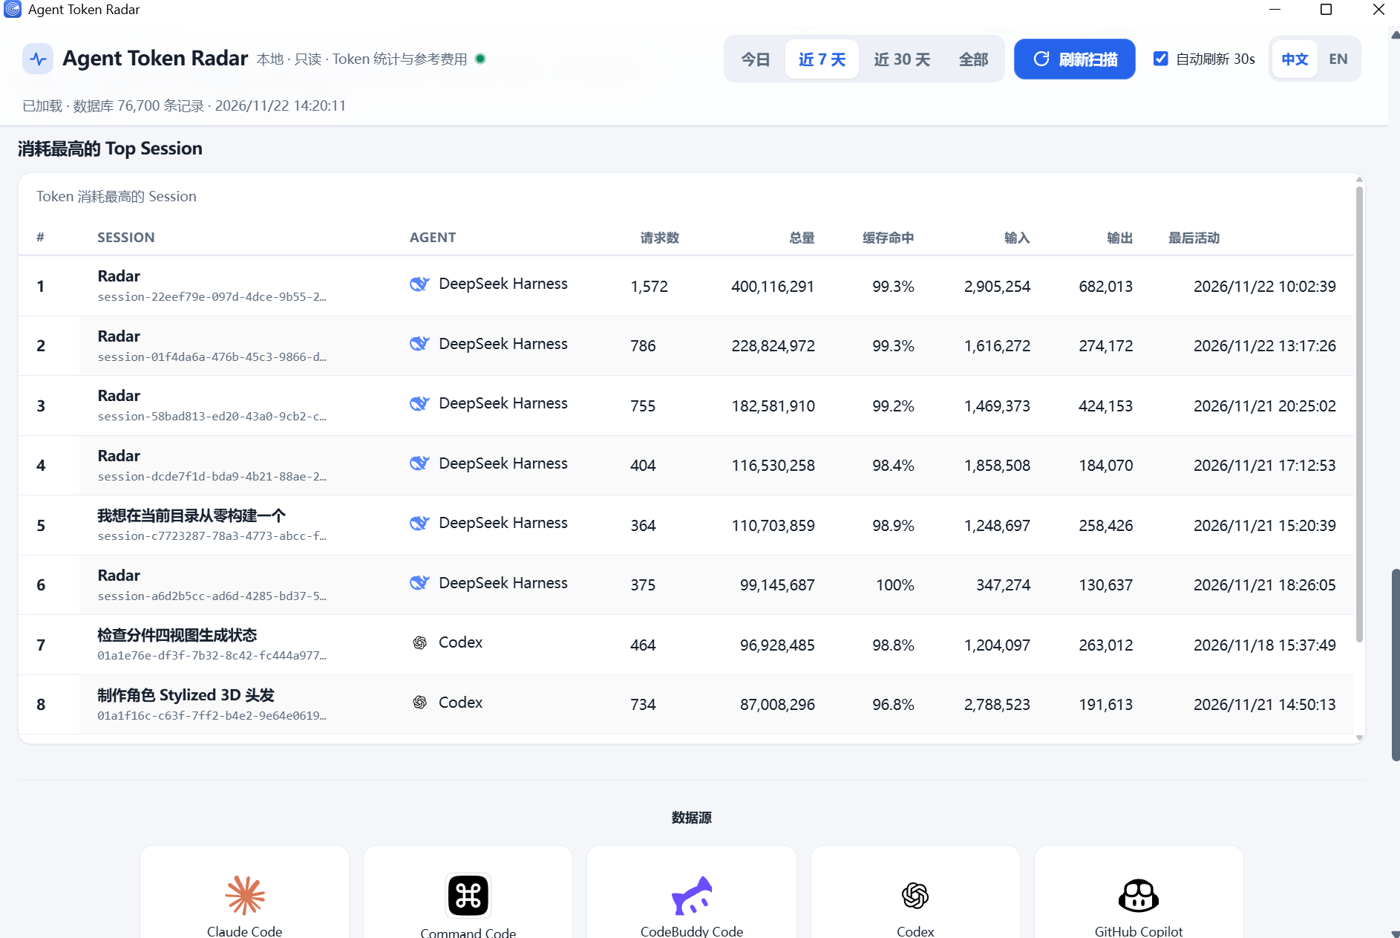 Agent Token Radar
Agent Token Radar 本地 · 只读 · Token 统计与参考费用
今日 近 7 天 近 30 天 全部 刷新扫描 自动刷新 30s 中文 EN
已加载 · 数据库 76,700 条记录 · 2026/11/22 14:20:11
消耗最高的 Top Session
Token 消耗最高的 Session
# SESSION AGENT 请求数 总量 缓存命中 输入 输出 最后活动
1 Radar DeepSeek Harness 1,572 400,116,291 99.3% 2,905,254 682,013 2026/11/22 10:02:39
session-22eef79e-097d-4dce-9b55-2…
2 Radar DeepSeek Harness 786 228,824,972 99.3% 1,616,272 274,172 2026/11/22 13:17:26
session-01f4da6a-476b-45c3-9866-d…
3 Radar DeepSeek Harness 755 182,581,910 99.2% 1,469,373 424,153 2026/11/21 20:25:02
session-58bad813-ed20-43a0-9cb2-c…
4 Radar DeepSeek Harness 404 116,530,258 98.4% 1,858,508 184,070 2026/11/21 17:12:53
session-dcde7f1d-bda9-4b21-88ae-2…
5 我想在当前目录从零构建一个 DeepSeek Harness 364 110,703,859 98.9% 1,248,697 258,426 2026/11/21 15:20:39
session-c7723287-78a3-4773-abcc-f…
6 Radar DeepSeek Harness 375 99,145,687 100% 347,274 130,637 2026/11/21 18:26:05
session-a6d2b5cc-ad6d-4285-bd37-5…
7 检查分件四视图生成状态 Codex 464 96,928,485 98.8% 1,204,097 263,012 2026/11/18 15:37:49
01a1e76e-df3f-7b32-8c42-fc444a977…
8 制作角色 Stylized 3D 头发 Codex 734 87,008,296 96.8% 2,788,523 191,613 2026/11/21 14:50:13
01a1f16c-c63f-7ff2-b4e2-9e64e0619…
数据源
Claude Code Command Code CodeBuddy Code Codex GitHub Copilot